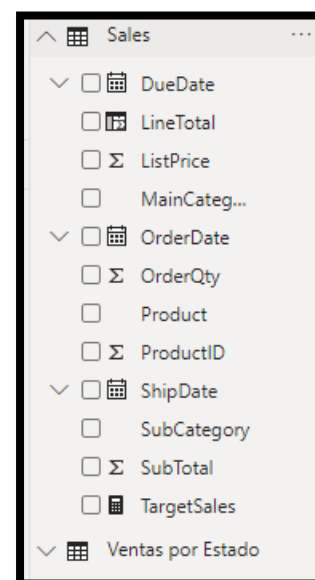 Sales
DueDate
LineTotal
ListPrice
MainCateg...
OrderDate
OrderQty
Product
ProductID
ShipDate
SubCategory
SubTotal
TargetSales
Ventas por Estado